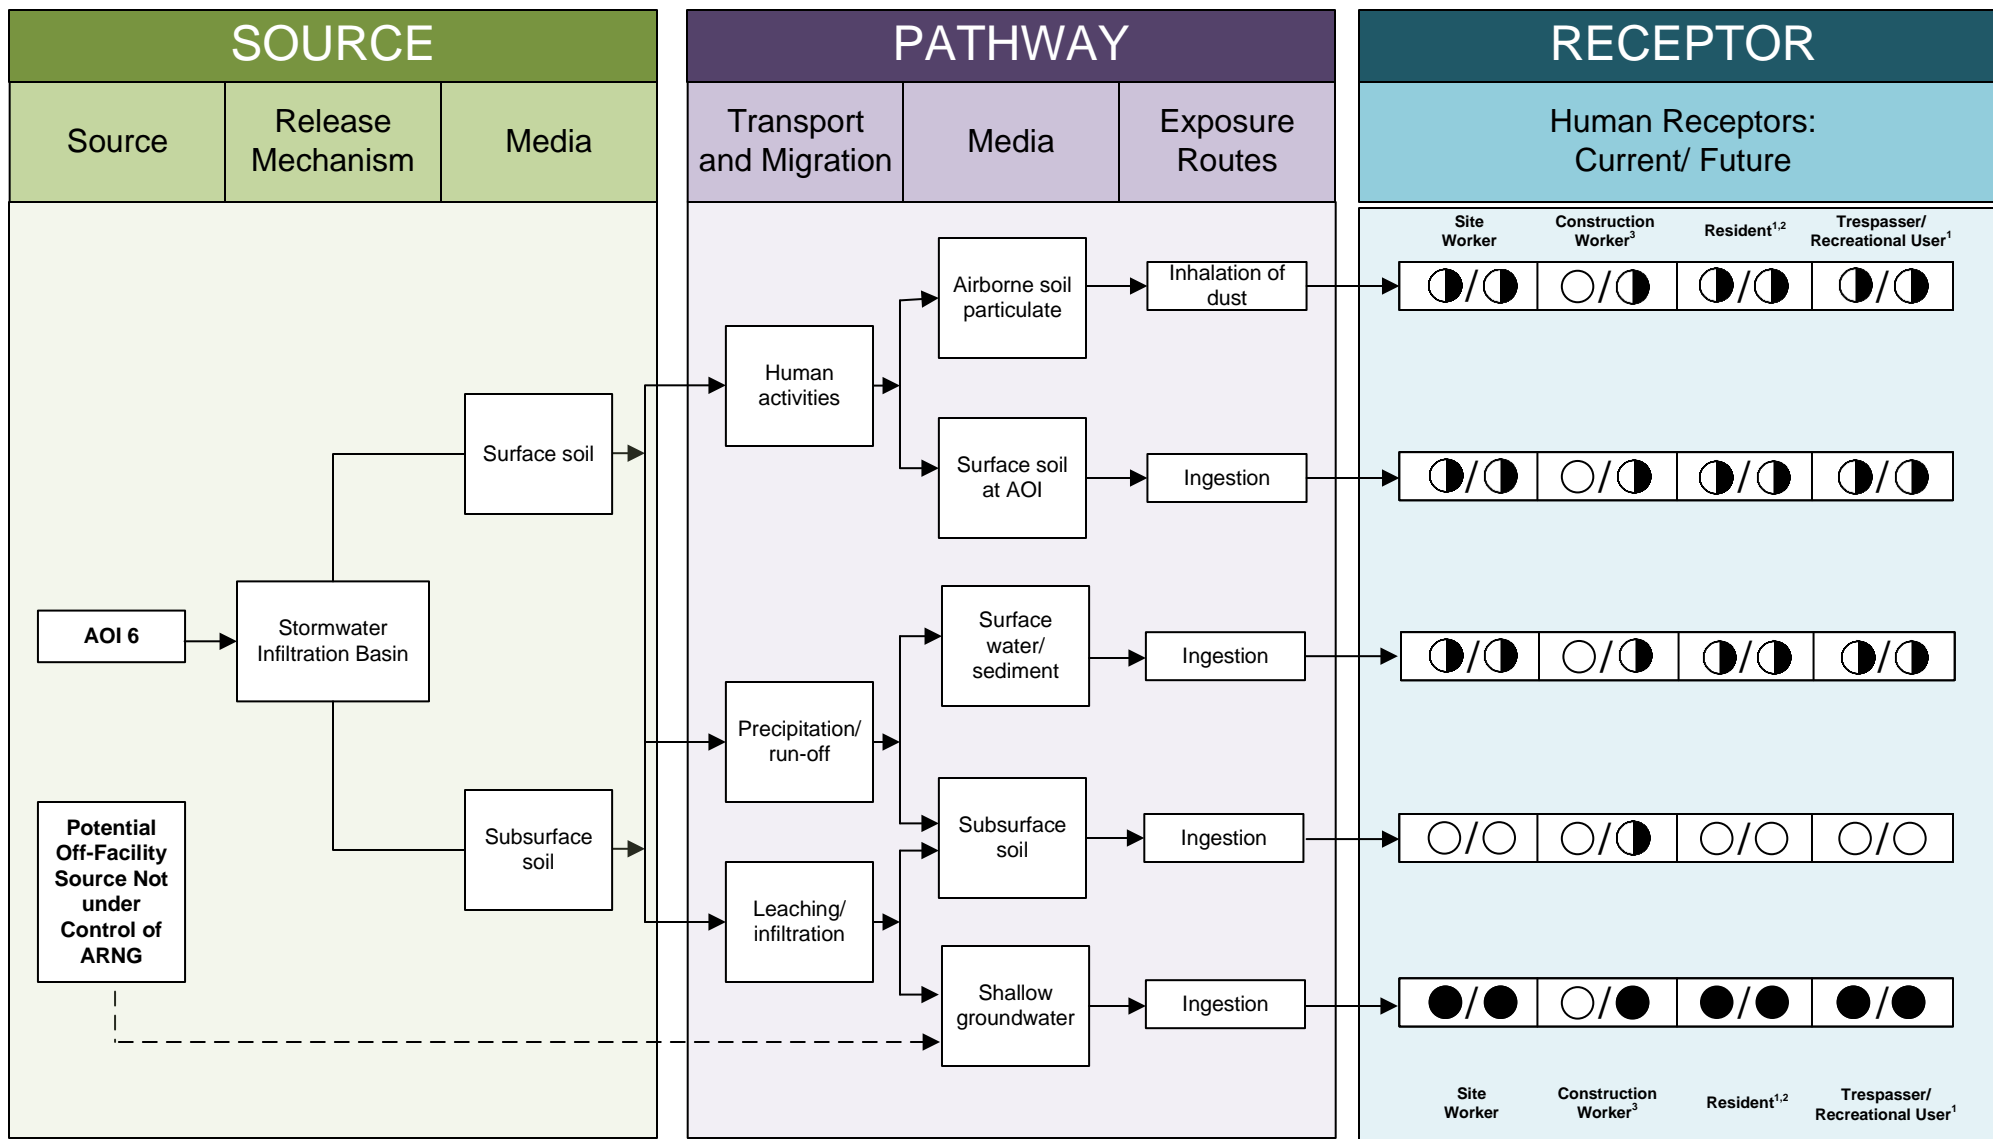 SOURCE
PATHWAY
RECEPTOR
Source
Release
Mechanism
Media
Transport
and Migration
Media
Exposure
Routes
Human Receptors:
Current/ Future
Site
Worker
Construction
Worker³
Resident¹,²
Trespasser/
Recreational User¹
Airborne soil
particulate
Inhalation of
dust
/
/
/
/
Human
activities
Surface soil
Surface soil
at AOI
Ingestion
/
/
/
/
AOI 6
Stormwater
Infiltration Basin
Surface
water/
sediment
Ingestion
/
/
/
/
Precipitation/
run-off
Potential
Off-Facility
Source Not
under
Control of
ARNG
Subsurface
soil
Subsurface
soil
Ingestion
/
/
/
/
Leaching/
infiltration
Shallow
groundwater
Ingestion
/
/
/
/
Site
Worker
Construction
Worker³
Resident¹,²
Trespasser/
Recreational User¹